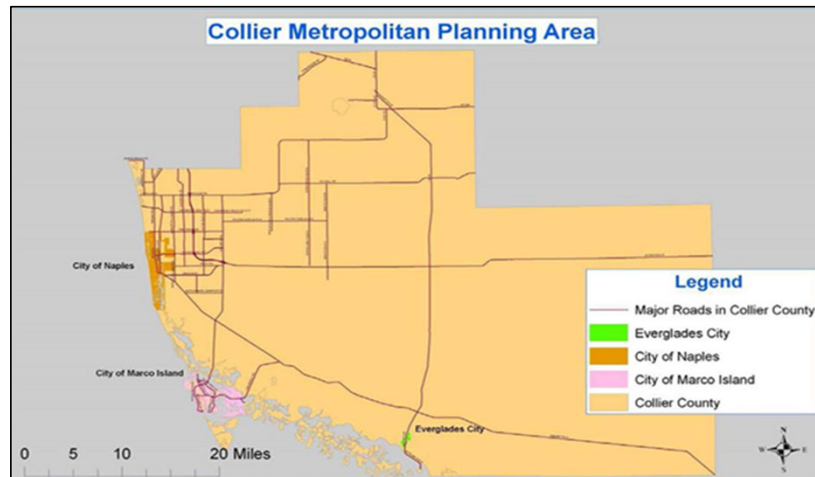 Collier Metropolitan Planning Area
City of Naples
City of Marco Island
Everglades City
Legend
Major Roads in Collier County
Everglades City
City of Naples
City of Marco Island
Collier County
0 5 10 20 Miles
N
W E
S